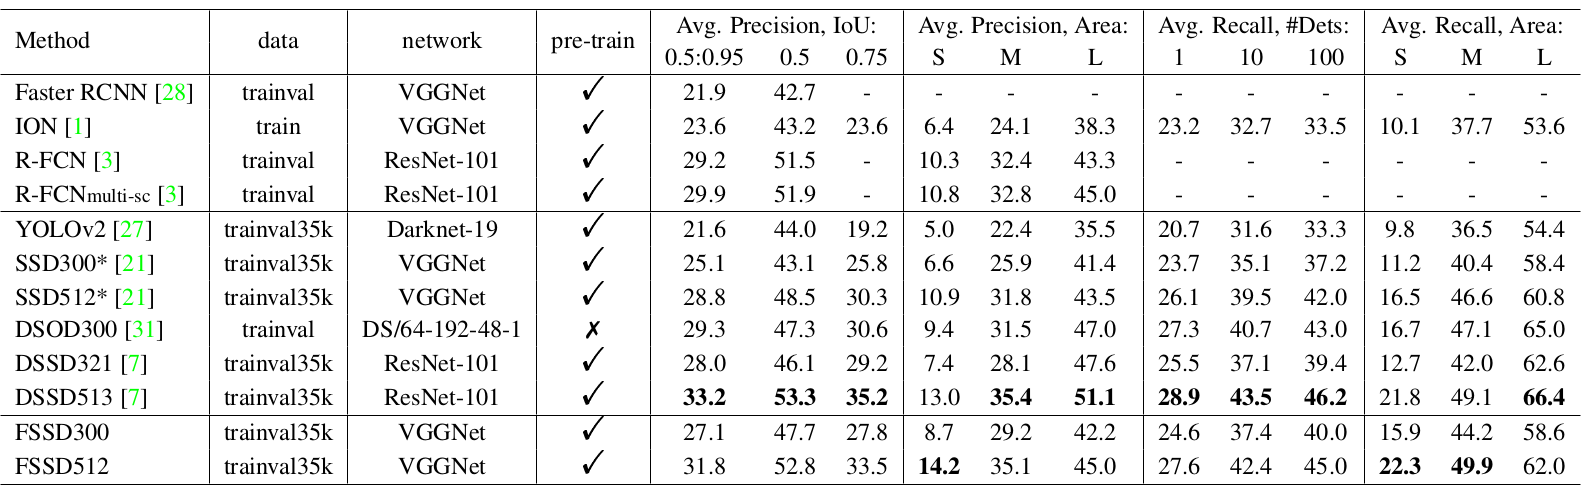 Method data network pre-train Avg. Precision, IoU: Avg. Precision, Area: Avg. Recall, #Dets: Avg. Recall, Area:
0.5:0.95 0.5 0.75 S M L 1 10 100 S M L
Faster RCNN [28] trainval VGGNet ✓ 21.9 42.7 - - - - - - - - - -
ION [1] train VGGNet ✓ 23.6 43.2 23.6 6.4 24.1 38.3 23.2 32.7 33.5 10.1 37.7 53.6
R-FCN [3] trainval ResNet-101 ✓ 29.2 51.5 - 10.3 32.4 43.3 - - - - - -
R-FCNmulti-sc [3] trainval ResNet-101 ✓ 29.9 51.9 - 10.8 32.8 45.0 - - - - - -
YOLOv2 [27] trainval35k Darknet-19 ✓ 21.6 44.0 19.2 5.0 22.4 35.5 20.7 31.6 33.3 9.8 36.5 54.4
SSD300* [21] trainval35k VGGNet ✓ 25.1 43.1 25.8 6.6 25.9 41.4 23.7 35.1 37.2 11.2 40.4 58.4
SSD512* [21] trainval35k VGGNet ✓ 28.8 48.5 30.3 10.9 31.8 43.5 26.1 39.5 42.0 16.5 46.6 60.8
DSOD300 [31] trainval DS/64-192-48-1 ✗ 29.3 47.3 30.6 9.4 31.5 47.0 27.3 40.7 43.0 16.7 47.1 65.0
DSSD321 [7] trainval35k ResNet-101 ✓ 28.0 46.1 29.2 7.4 28.1 47.6 25.5 37.1 39.4 12.7 42.0 62.6
DSSD513 [7] trainval35k ResNet-101 ✓ 33.2 53.3 35.2 13.0 35.4 51.1 28.9 43.5 46.2 21.8 49.1 66.4
FSSD300 trainval35k VGGNet ✓ 27.1 47.7 27.8 8.7 29.2 42.2 24.6 37.4 40.0 15.9 44.2 58.6
FSSD512 trainval35k VGGNet ✓ 31.8 52.8 33.5 14.2 35.1 45.0 27.6 42.4 45.0 22.3 49.9 62.0